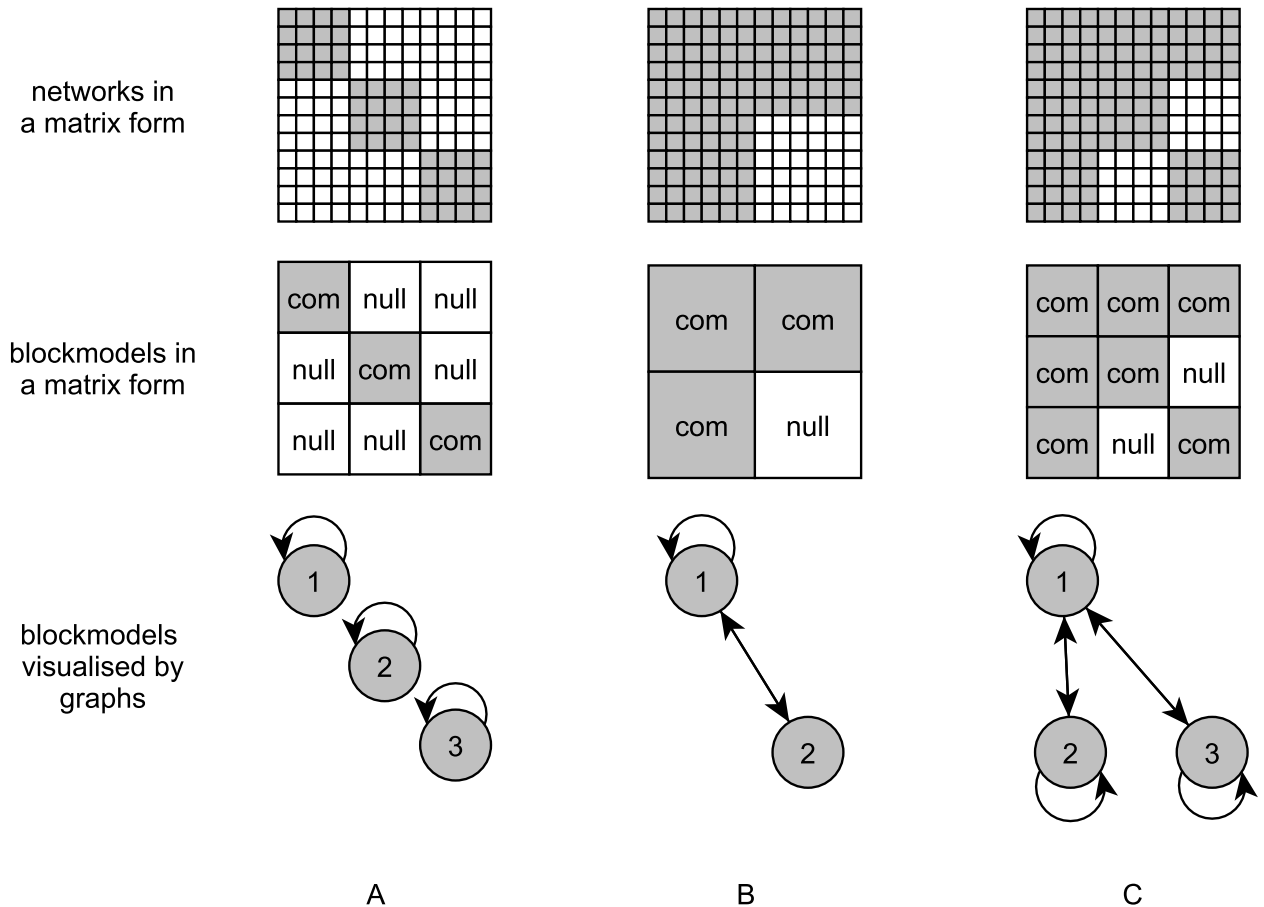 networks in
a matrix form
blockmodels in
a matrix form
com null null
null com null
null null com
com com
com null
com com com
com com null
com null com
blockmodels
visualised by
graphs
1
2
3
1
2
1
2 3
A B C